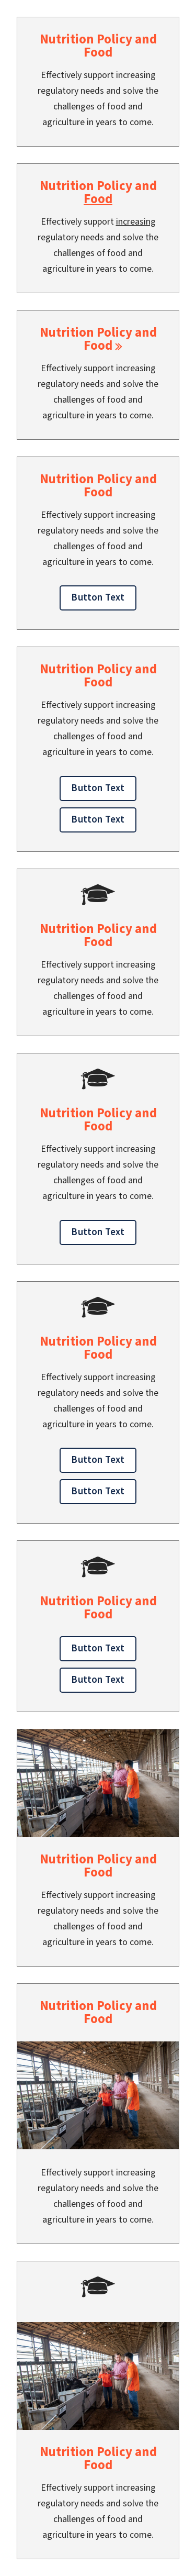 Nutrition Policy and
Food
Effectively support increasing
regulatory needs and solve the
challenges of food and
agriculture in years to come.
Nutrition Policy and
Food
Effectively support increasing
regulatory needs and solve the
challenges of food and
agriculture in years to come.
Nutrition Policy and
Food »
Effectively support increasing
regulatory needs and solve the
challenges of food and
agriculture in years to come.
Nutrition Policy and
Food
Effectively support increasing
regulatory needs and solve the
challenges of food and
agriculture in years to come.
Button Text
Nutrition Policy and
Food
Effectively support increasing
regulatory needs and solve the
challenges of food and
agriculture in years to come.
Button Text
Button Text
Nutrition Policy and
Food
Effectively support increasing
regulatory needs and solve the
challenges of food and
agriculture in years to come.
Nutrition Policy and
Food
Effectively support increasing
regulatory needs and solve the
challenges of food and
agriculture in years to come.
Button Text
Nutrition Policy and
Food
Effectively support increasing
regulatory needs and solve the
challenges of food and
agriculture in years to come.
Button Text
Button Text
Nutrition Policy and
Food
Button Text
Button Text
Nutrition Policy and
Food
Effectively support increasing
regulatory needs and solve the
challenges of food and
agriculture in years to come.
Nutrition Policy and
Food
Effectively support increasing
regulatory needs and solve the
challenges of food and
agriculture in years to come.
Nutrition Policy and
Food
Effectively support increasing
regulatory needs and solve the
challenges of food and
agriculture in years to come.